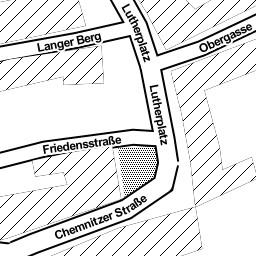 Lutherplatz
Langer Berg
Obergasse
Lutherplatz
Friedensstraße
Chemnitzer Straße